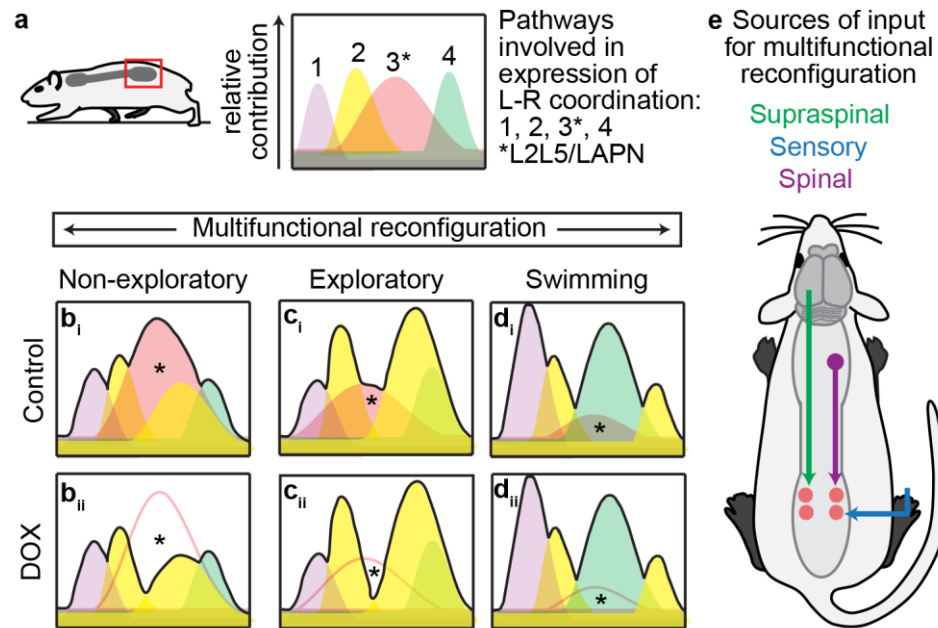 a
relative
contribution
1
2
3*
4
Pathways
involved in
expression of
L-R coordination:
1, 2, 3*, 4
*L2L5/LAPN
Multifunctional reconfiguration
Non-exploratory
Exploratory
Swimming
Control
bi
*
ci
*
di
*
DOX
bii
*
cii
*
dii
*
e Sources of input
for multifunctional
reconfiguration
Supraspinal
Sensory
Spinal